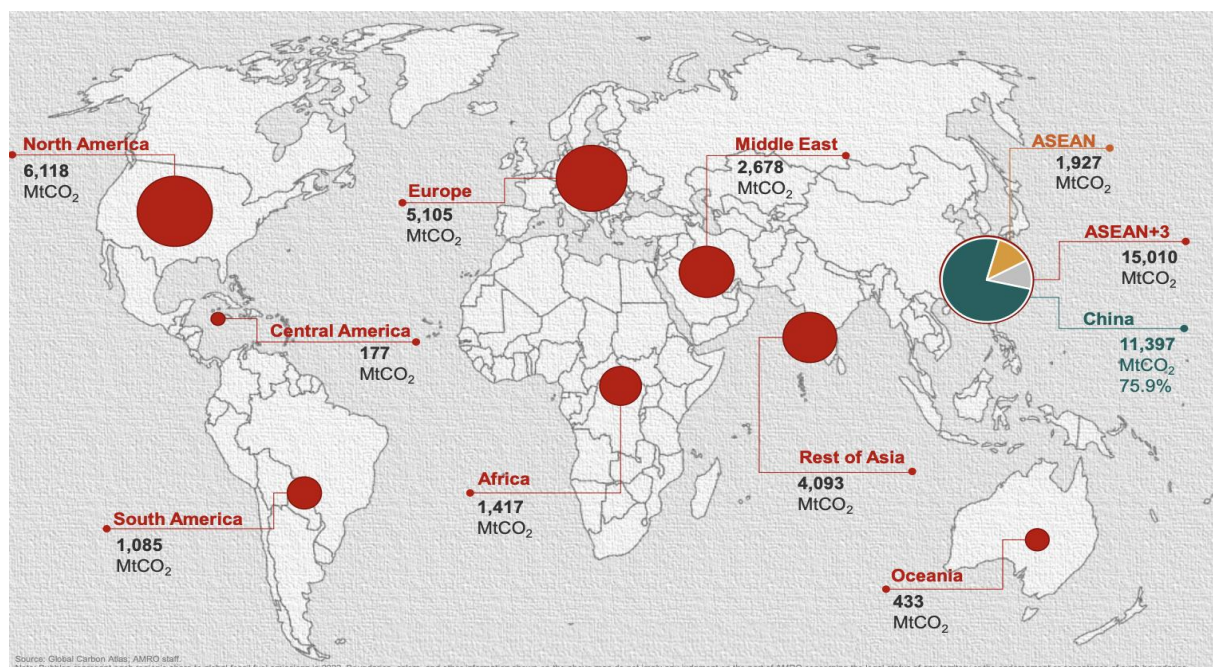 North America
6,118
MtCO₂
Europe
5,105
MtCO₂
Middle East
2,678
MtCO₂
ASEAN
1,927
MtCO₂
ASEAN+3
15,010
MtCO₂
China
11,397
MtCO₂
75.9%
Central America
177
MtCO₂
Rest of Asia
4,093
MtCO₂
Africa
1,417
MtCO₂
South America
1,085
MtCO₂
Oceania
433
MtCO₂
Source: Global Carbon Atlas; AMRO staff.